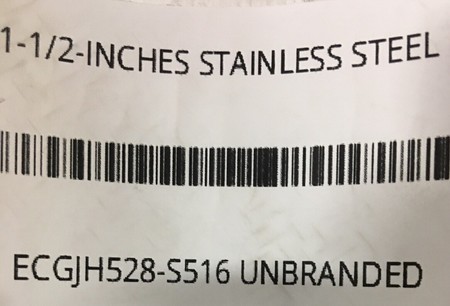 1-1/2-INCHES STAINLESS STEEL
ECGJH528-S516 UNBRANDED